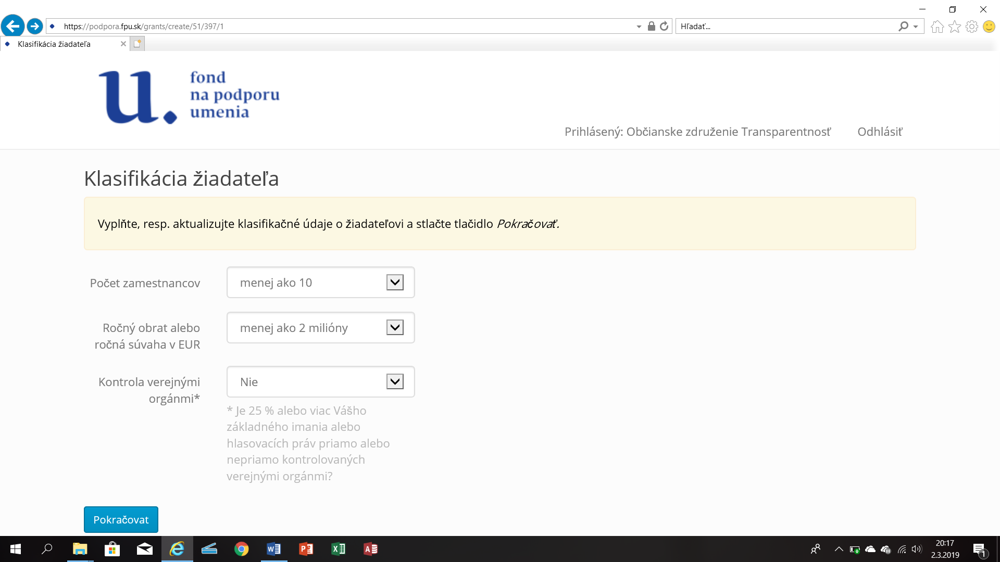 https://podpora.fpu.sk/grants/create/51/397/1
Hľadať...
Klasifikácia žiadateľa
u.
fond
na podporu
umenia
Prihlásený: Občianske združenie Transparentnosť Odhlásiť
Klasifikácia žiadateľa
Vyplňte, resp. aktualizujte klasifikačné údaje o žiadateľovi a stlačte tlačidlo Pokračovať.
Počet zamestnancov
menej ako 10
Ročný obrat alebo
ročná súvaha v EUR
menej ako 2 milióny
Kontrola verejnými
orgánmi*
Nie
* Je 25 % alebo viac Vášho
základného imania alebo
hlasovacích práv priamo alebo
nepriamo kontrolovaných
verejnými orgánmi?
Pokračovat
20:17
2.3.2019
1